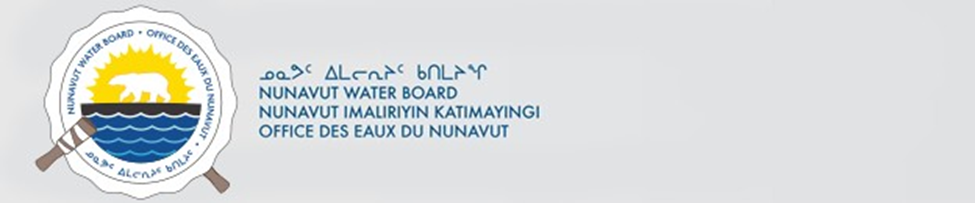 NUNAVUT WATER BOARD • OFFICE DES EAUX DU NUNAVUT •
ᓄᓇᕗᑦ ᐃᒪᓕᕆᔨᑦ ᑲᑎᒪᔨᖏ
NUNAVUT WATER BOARD
NUNAVUT IMALIRIYIN KATIMAYINGI
OFFICE DES EAUX DU NUNAVUT